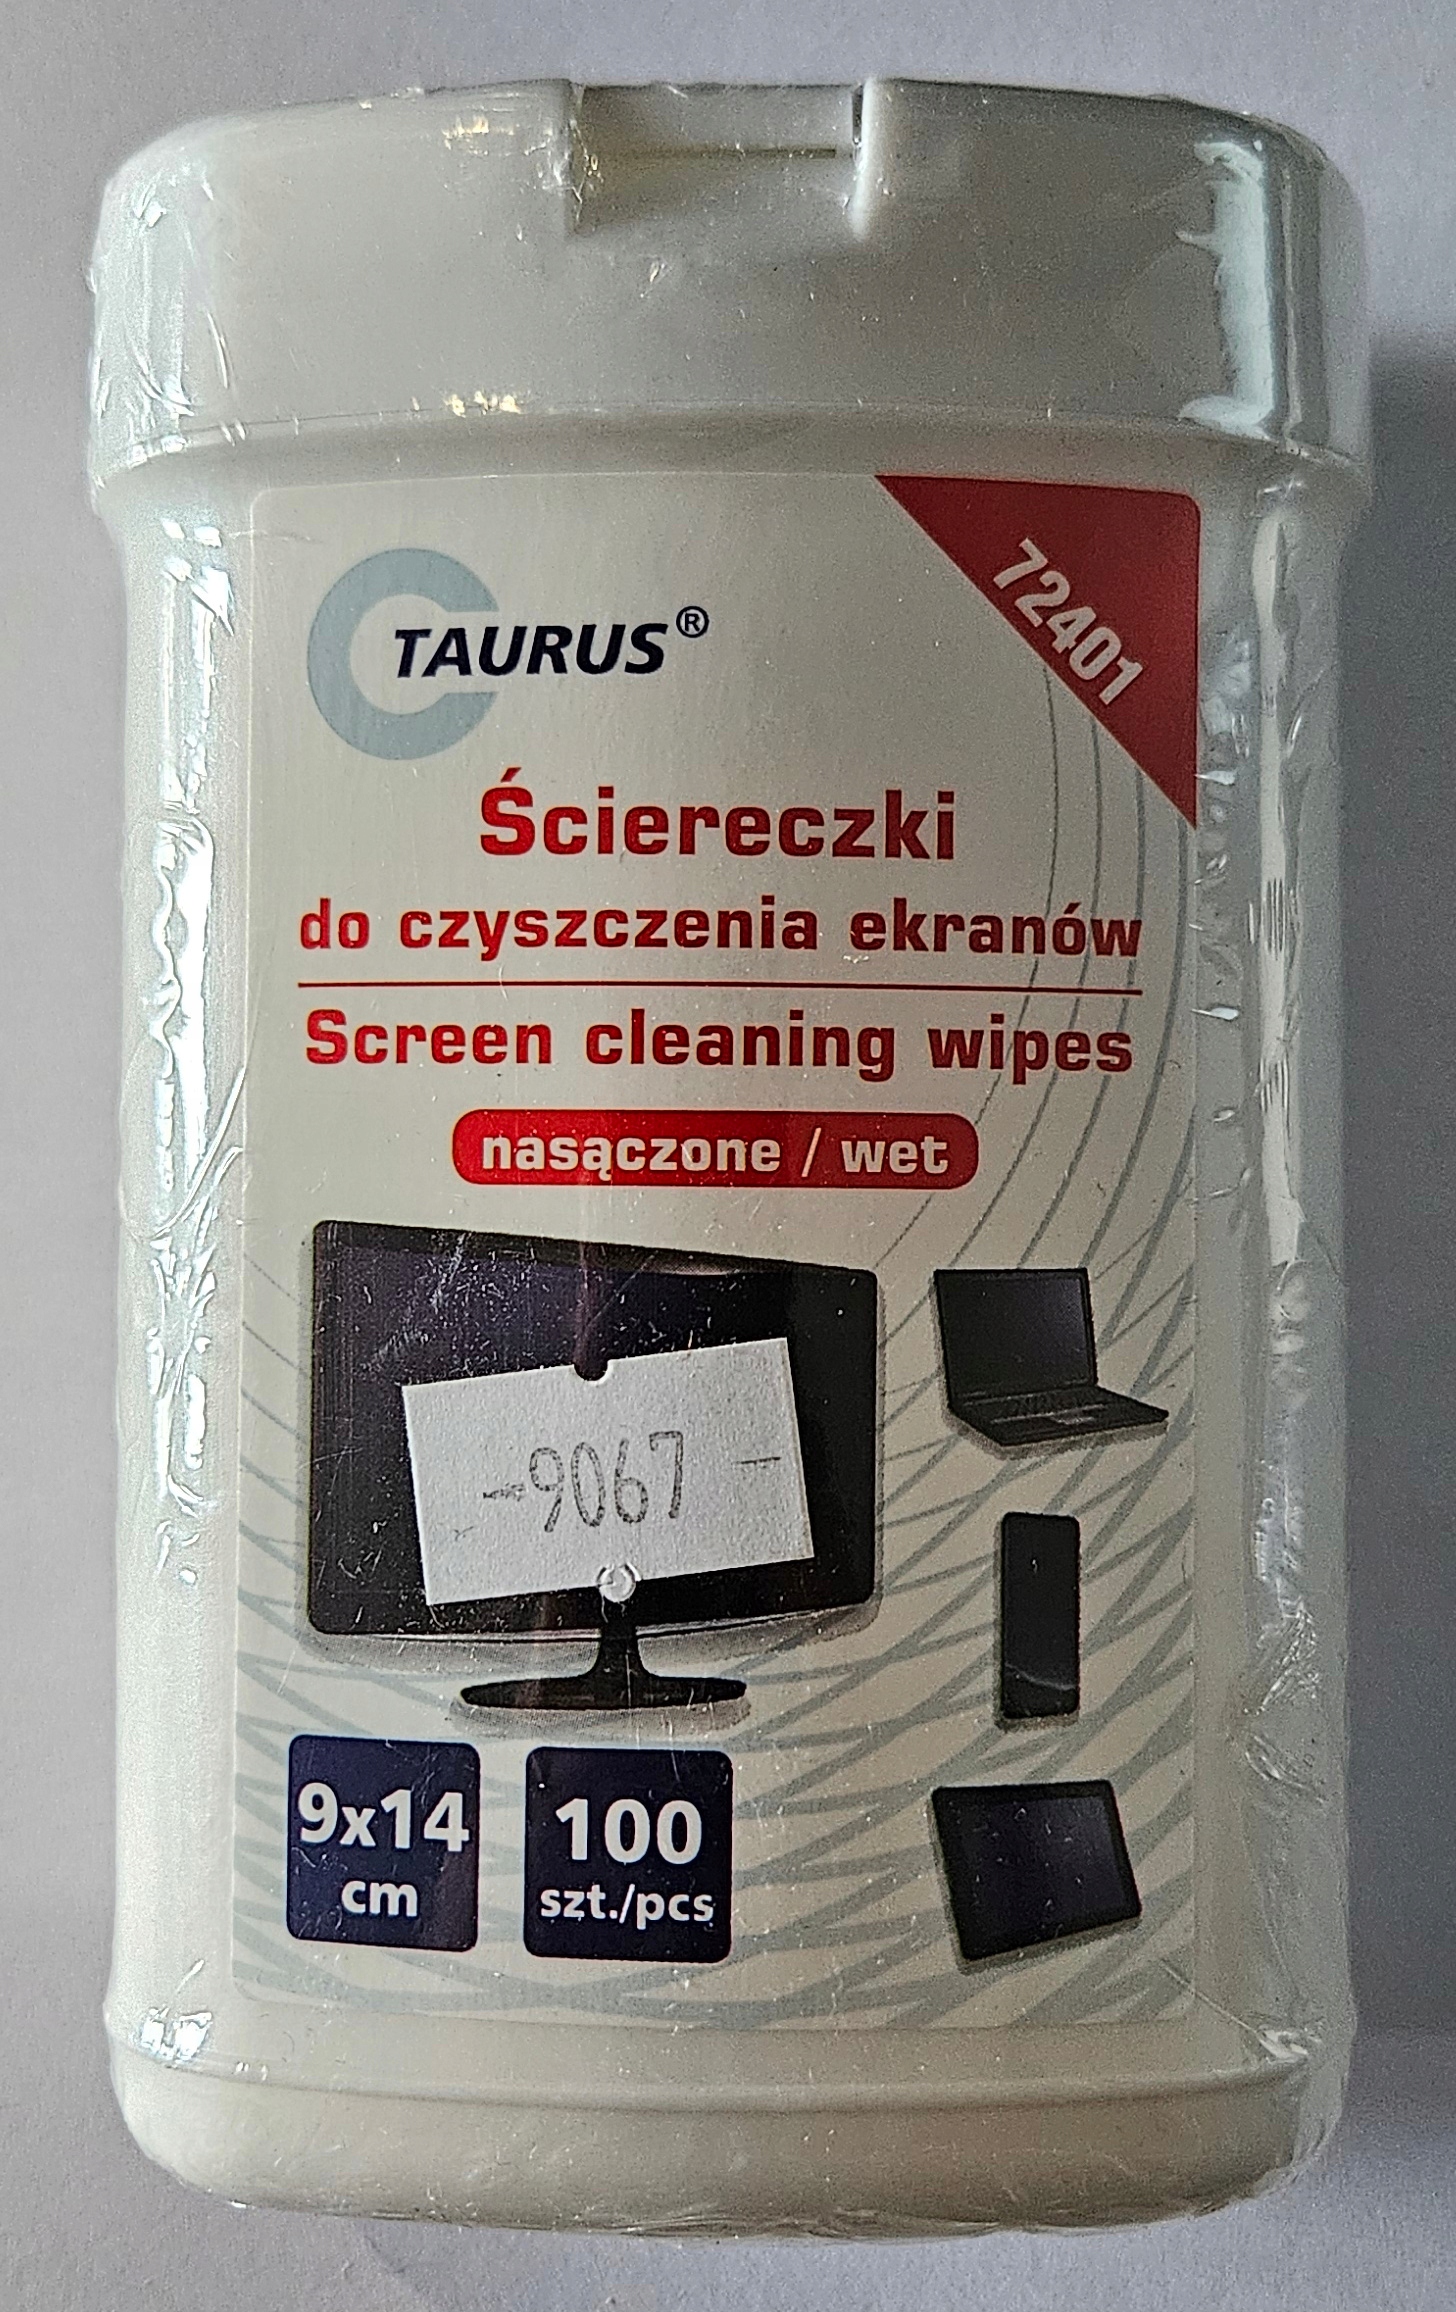 TAURUS®
72401
Ściereczki
do czyszczenia ekranów
Screen cleaning wipes
nasączone / wet
-9067 -
9x14
cm
100
szt./pcs